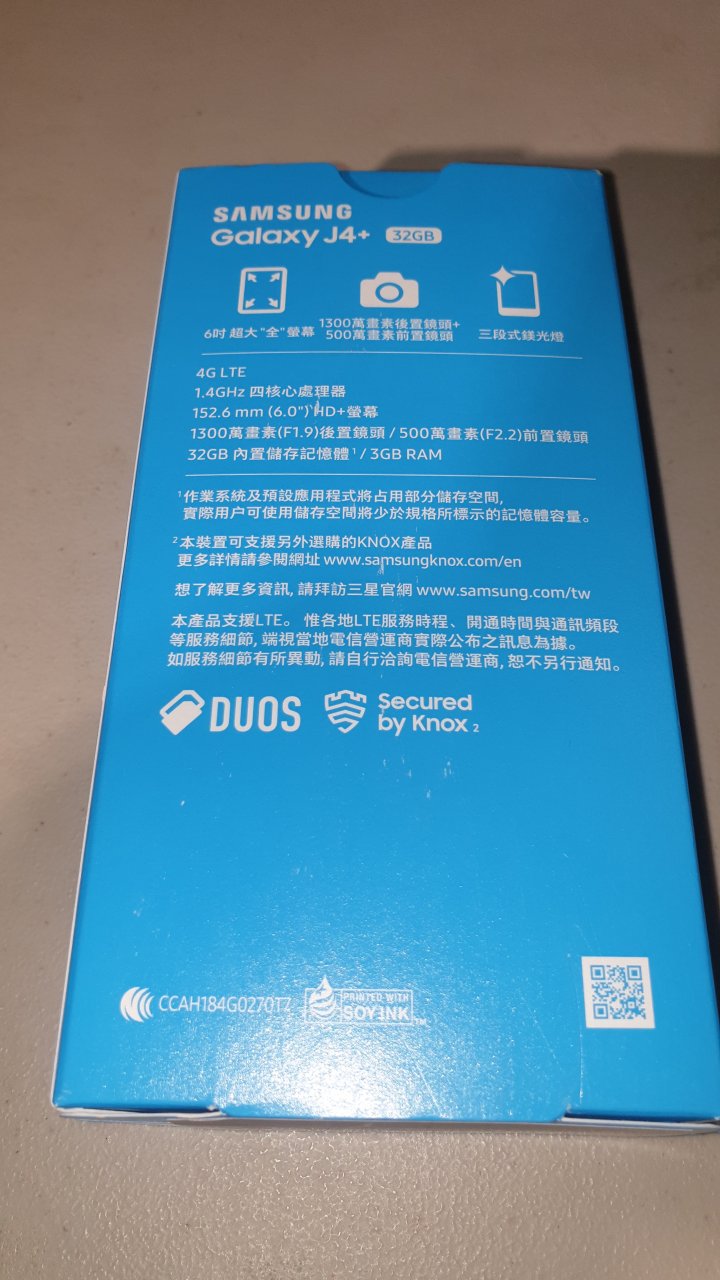 SAMSUNG
Galaxy J4+ 32GB
6吋 超大"全"螢幕
1300萬畫素後置鏡頭+
500萬畫素前置鏡頭
三段式鎂光燈
4G LTE
1.4GHz 四核心處理器
152.6 mm (6.0") HD+螢幕
1300萬畫素(F1.9)後置鏡頭 / 500萬畫素(F2.2)前置鏡頭
32GB 內置儲存記憶體¹ / 3GB RAM
¹作業系統及預設應用程式將占用部分儲存空間,
實際用户可使用儲存空間將少於規格所標示的記憶體容量。
²本裝置可支援另外選購的KNOX產品
更多詳情請參閱網址 www.samsungknox.com/en
想了解更多資訊, 請拜訪三星官網 www.samsung.com/tw
本產品支援LTE。 惟各地LTE服務時程、開通時間與通訊頻段
等服務細節, 端視當地電信營運商實際公布之訊息為據。
如服務細節有所異動, 請自行洽詢電信營運商, 恕不另行通知。
DUOS
Secured
by Knox 2
CCAH184G0270T7
PRINTED WITH
SOY INK TM